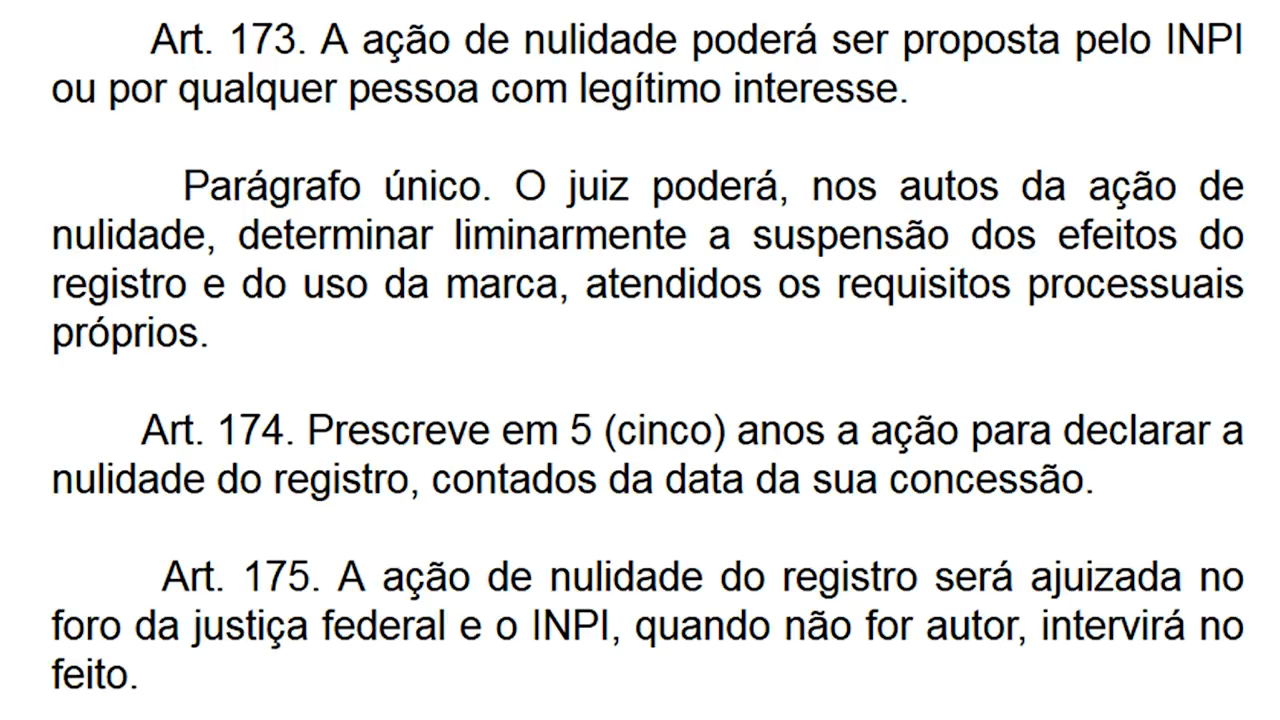 Art. 173. A ação de nulidade poderá ser proposta pelo INPI
ou por qualquer pessoa com legítimo interesse.
Parágrafo único. O juiz poderá, nos autos da ação de
nulidade, determinar liminarmente a suspensão dos efeitos do
registro e do uso da marca, atendidos os requisitos processuais
próprios.
Art. 174. Prescreve em 5 (cinco) anos a ação para declarar a
nulidade do registro, contados da data da sua concessão.
Art. 175. A ação de nulidade do registro será ajuizada no
foro da justiça federal e o INPI, quando não for autor, intervirá no
feito.